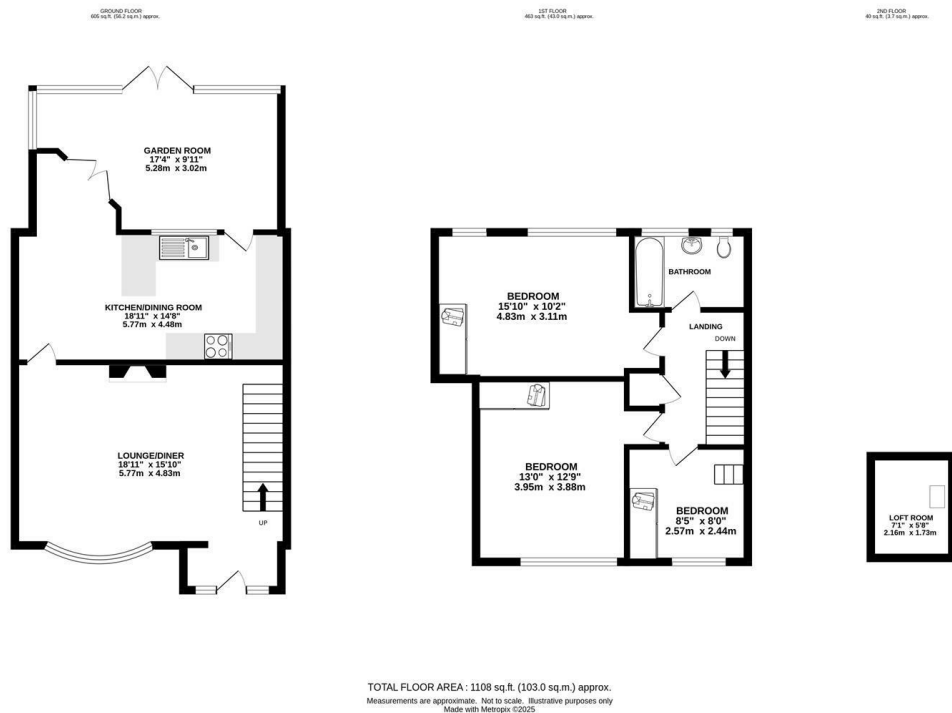 GROUND FLOOR
605 sq.ft. (56.2 sq.m.) approx.
1ST FLOOR
463 sq.ft. (43.0 sq.m.) approx.
2ND FLOOR
40 sq.ft. (3.7 sq.m.) approx.
GARDEN ROOM
17'4" x 9'11"
5.28m x 3.02m
KITCHEN/DINING ROOM
18'11" x 14'8"
5.77m x 4.48m
LOUNGE/DINER
18'11" x 15'10"
5.77m x 4.83m
UP
BEDROOM
15'10" x 10'2"
4.83m x 3.11m
BATHROOM
LANDING
DOWN
BEDROOM
13'0" x 12'9"
3.95m x 3.88m
BEDROOM
8'5" x 8'0"
2.57m x 2.44m
LOFT ROOM
7'1" x 5'8"
2.16m x 1.73m
TOTAL FLOOR AREA : 1108 sq.ft. (103.0 sq.m.) approx.
Measurements are approximate. Not to scale. Illustrative purposes only
Made with Metropix ©2025